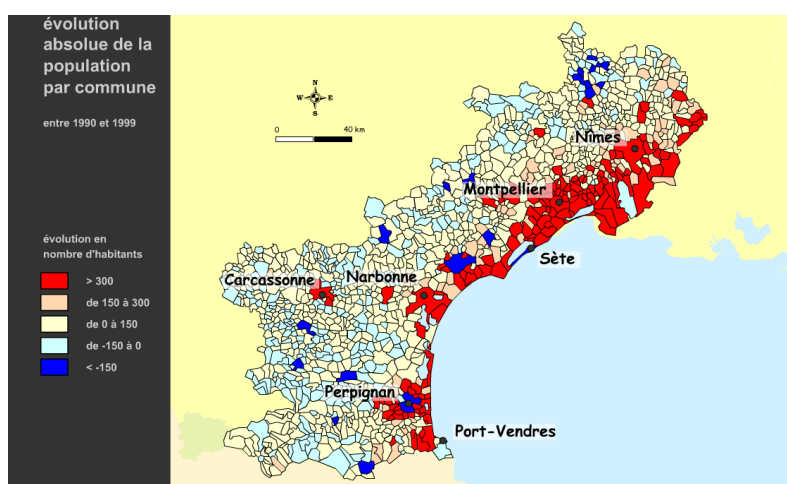 évolution
absolue de la
population
par commune
entre 1990 et 1999
N
W E
S
0 40 km
Nîmes
Montpellier
Sète
Carcassonne
Narbonne
évolution en
nombre d'habitants
> 300
de 150 à 300
de 0 à 150
de -150 à 0
< -150
Perpignan
Port-Vendres